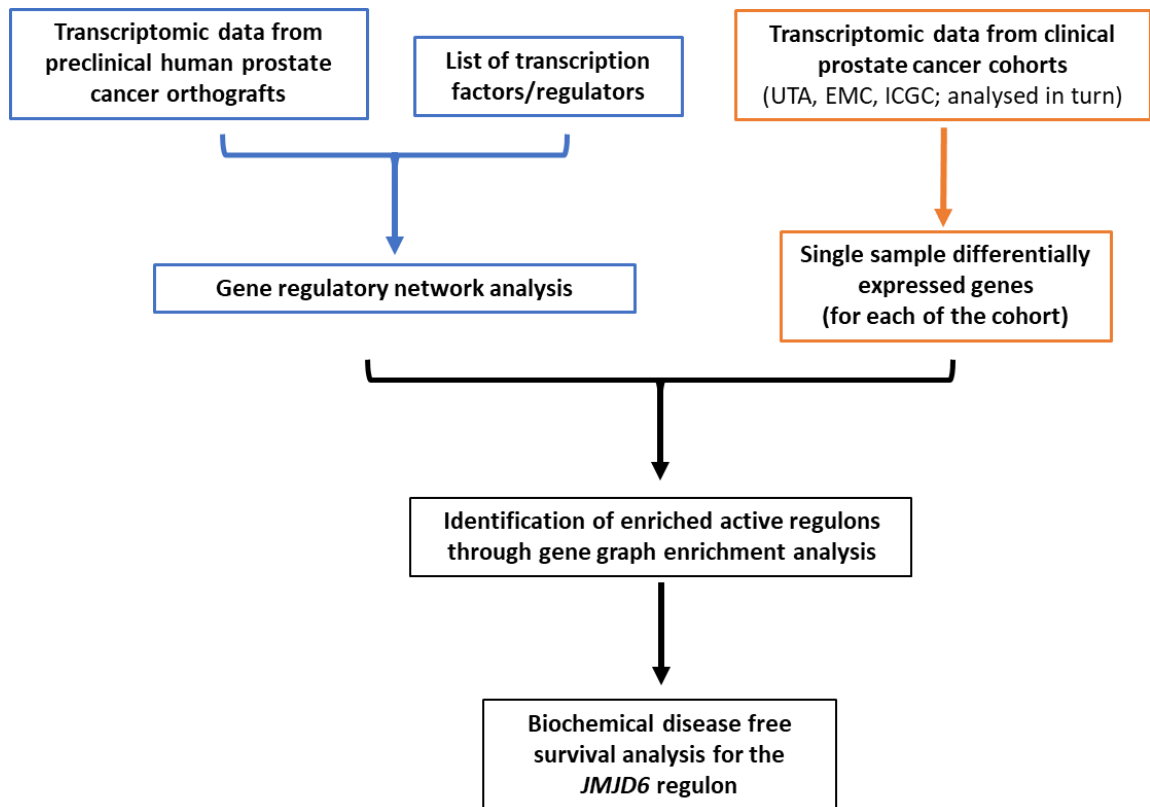 Transcriptomic data from
preclinical human prostate
cancer orthografts
List of transcription
factors/regulators
Transcriptomic data from clinical
prostate cancer cohorts
(UTA, EMC, ICGC; analysed in turn)
Gene regulatory network analysis
Single sample differentially
expressed genes
(for each of the cohort)
Identification of enriched active regulons
through gene graph enrichment analysis
Biochemical disease free
survival analysis for the
JMJD6 regulon